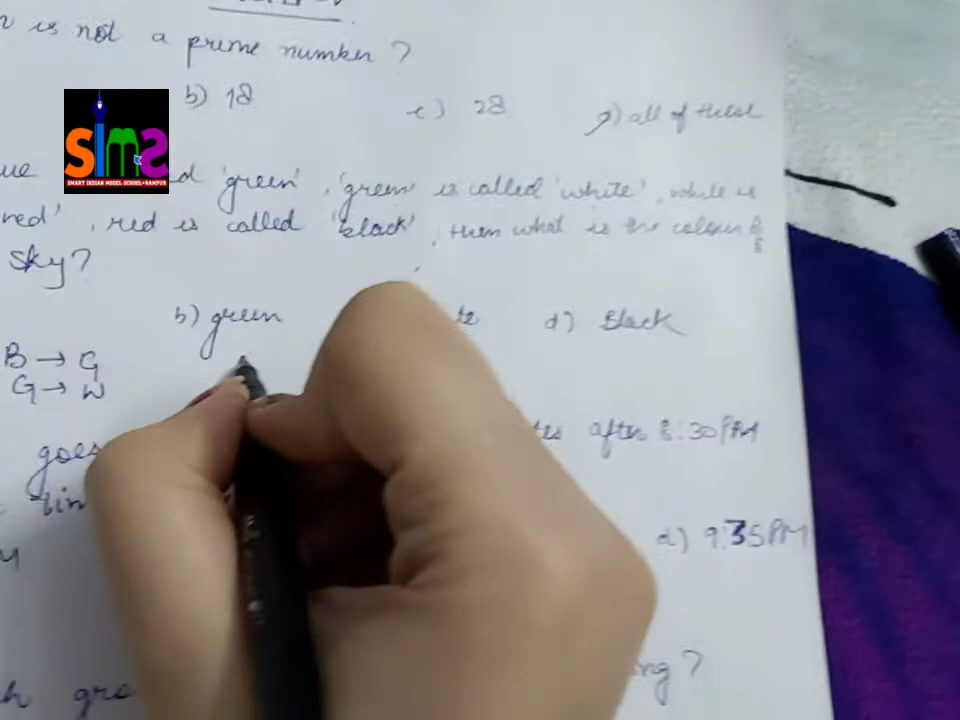 is not a prime number ?
b) 18 c) 28 d) all of these
SIMS
SMART INDIAN MODEL SCHOOL-RAMPUR
'green' , 'green' is called 'white' , white is
red' , red is called 'black' , then what is the colour of
sky?
b) green d) Black
B → G
G → W
goes after 8:30 PM
d) 9:35 PM
?